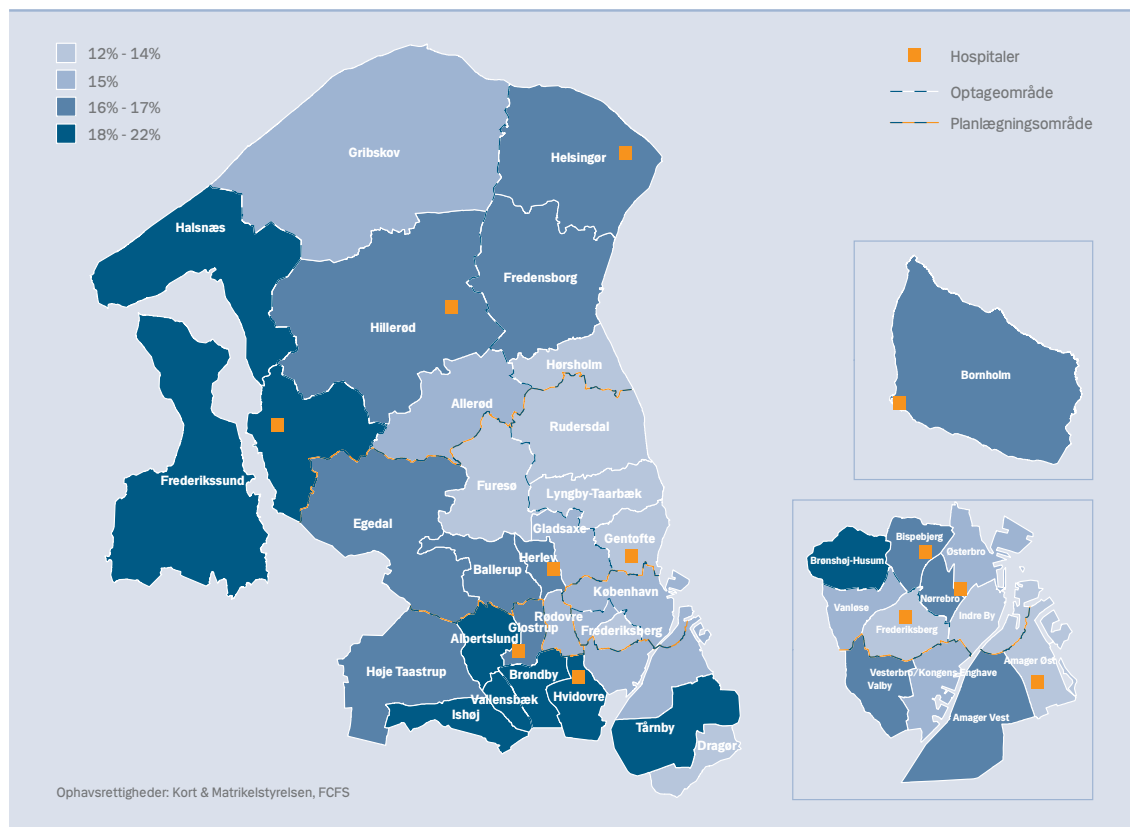 12% - 14%
15%
16% - 17%
18% - 22%
Hospitaler
Optageområde
Planlægningsområde
Gribskov
Helsingør
Halsnæs
Fredensborg
Hillerød
Hørsholm
Allerød
Rudersdal
Frederikssund
Furesø
Lyngby-Taarbæk
Egedal
Gladsaxe
Gentofte
Herlev
Ballerup
København
Rødovre
Glostrup
Frederiksberg
Albertslund
Høje Taastrup
Brøndby
Vallensbæk
Hvidovre
Ishøj
Tårnby
Dragør
Bornholm
Bispebjerg
Østerbro
Brønshøj-Husum
Nørrebro
Vanløse
Indre By
Frederiksberg
Amager Øst
Vesterbro/Kongens Enghave
Valby
Amager Vest
Ophavsrettigheder: Kort & Matrikelstyrelsen, FCFS